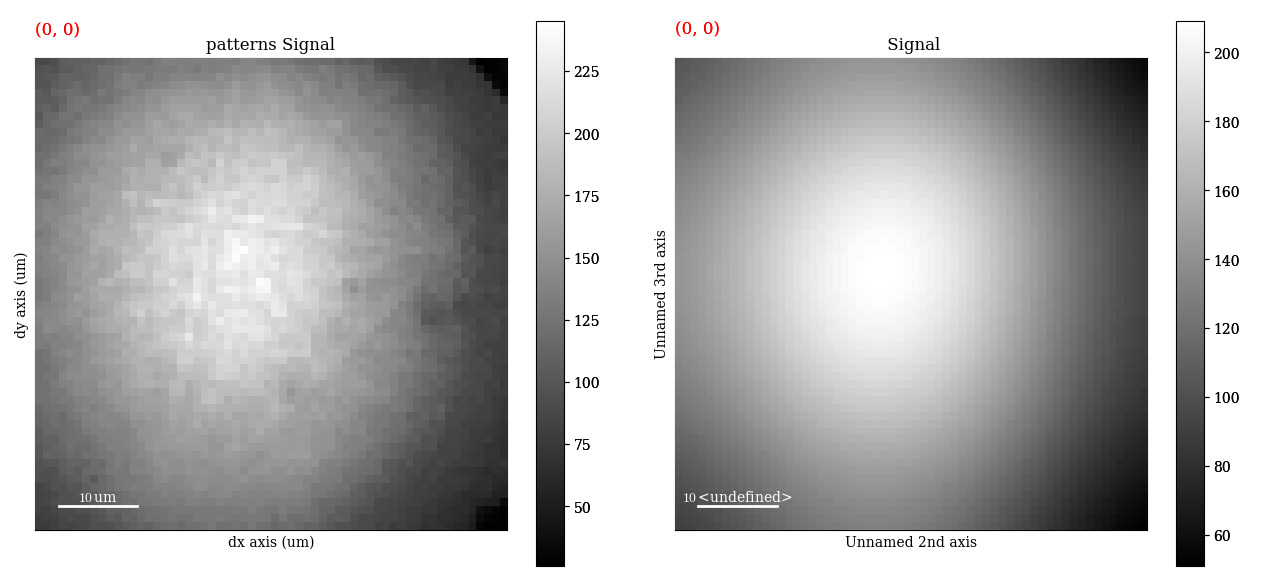 (0, 0)
patterns Signal
225
200
175
150
125
100
75
50
dy axis (um)
10 um
dx axis (um)
(0, 0)
Signal
200
180
160
140
120
100
80
60
Unnamed 3rd axis
10 <undefined>
Unnamed 2nd axis